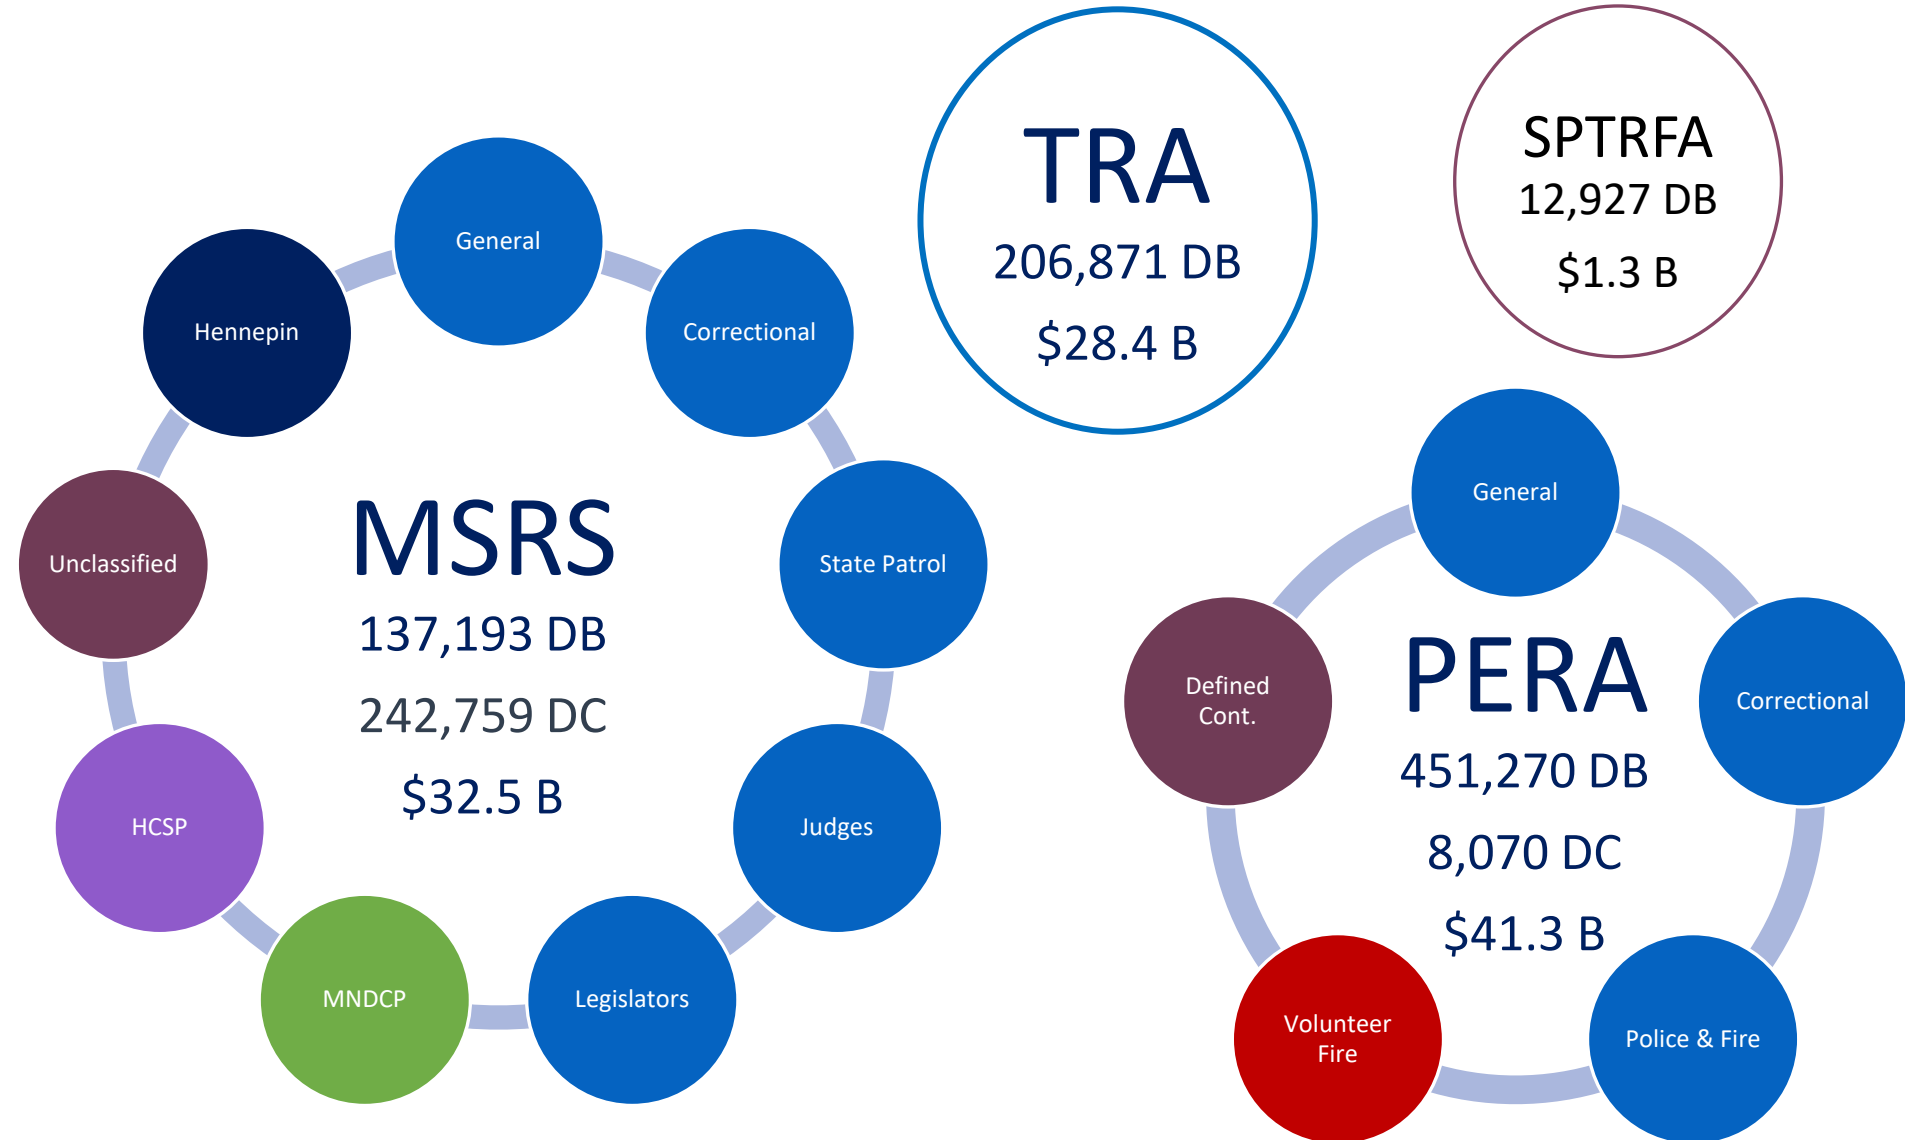 TRA
206,871 DB
$28.4 B
SPTRFA
12,927 DB
$1.3 B
General
Correctional
State Patrol
Judges
Legislators
MNDCP
HCSP
Unclassified
Hennepin
MSRS
137,193 DB
242,759 DC
$32.5 B
General
Correctional
Police & Fire
Volunteer
Fire
Defined
Cont.
PERA
451,270 DB
8,070 DC
$41.3 B